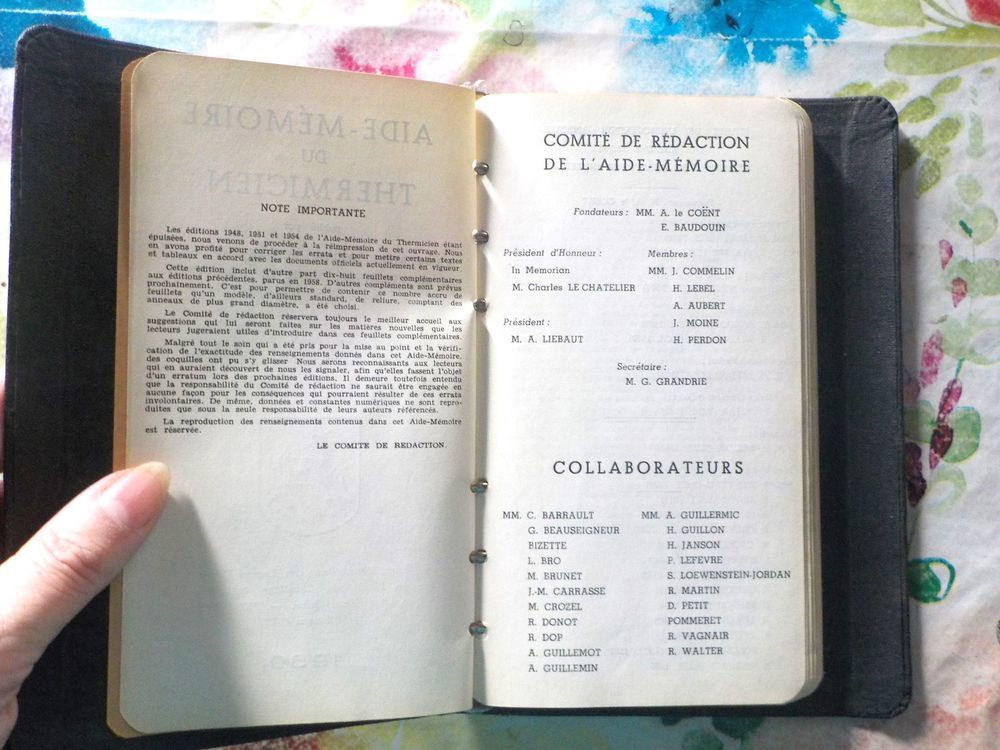 AIDE-MÉMOIRE
DU
THERMICIEN
NOTE IMPORTANTE
Les éditions 1948, 1951 et 1954 de l'Aide-Mémoire du Thermicien étant
épuisées, nous venons de procéder à la réimpression de cet ouvrage. Nous
en avons profité pour corriger les errata et pour mettre certains textes
et tableaux en accord avec les documents officiels actuellement en vigueur
Cette édition inclut d'autre part dix-huit feuillets complémentaires
aux éditions précédentes, parus en 1958. D'autres compléments sont prévus
prochainement. C'est pour permettre de contenir ce nombre accru de
feuillets qu'un modèle, d'ailleurs standard, de reliure, comptant des
anneaux de plus grand diamètre, a été choisi.
Le Comité de rédaction réservera toujours le meilleur accueil aux
suggestions qui lui seront faites sur les matières nouvelles que les
lecteurs jugeraient utiles d'introduire dans ces feuillets complémentaires.
Malgré tout le soin qui a été pris pour la mise au point et la vérifi-
cation de l'exactitude des renseignements donnés dans cet Aide-Mémoire,
des coquilles ont pu s'y glisser Nous serons reconnaissants aux lecteurs
qui en auraient découvert de nous les signaler, afin qu'elles fassent l'objet
d'un erratum lors des prochaines éditions. Il demeure toutefois entendu
que la responsabilité du Comité de rédaction ne saurait être engagée en
aucune façon pour les conséquences qui pourraient résulter de ces errata
involontaires. De même, données et constantes numériques ne sont repro-
duites que sous la seule responsabilité de leurs auteurs référencés.
La reproduction des renseignements contenus dans cet Aide-Mémoire
est réservée.
LE COMITE DE REDACTION.
COMITÉ DE RÉDACTION
DE L'AIDE-MÉMOIRE
Fondateurs : MM. A. le COËNT
E. BAUDOUIN
Président d'Honneur :
In Memorian
M. Charles LE CHATELIER
Président :
M. A. LIEBAUT
Membres :
MM. J. COMMELIN
H. LEBEL
A. AUBERT
J. MOINE
H. PERDON
Secrétaire :
M. G. GRANDRIE
COLLABORATEURS
MM. C. BARRAULT
G. BEAUSEIGNEUR
BIZETTE
L. BRO
M. BRUNET
J.-M. CARRASSE
M. CROZEL
R. DONOT
R. DOP
A. GUILLEMOT
A. GUILLEMIN
MM. A. GUILLERMIC
H. GUILLON
H. JANSON
P. LEFEVRE
S. LOEWENSTEIN-JORDAN
R. MARTIN
D. PETIT
POMMERET
R. VAGNAIR
R. WALTER